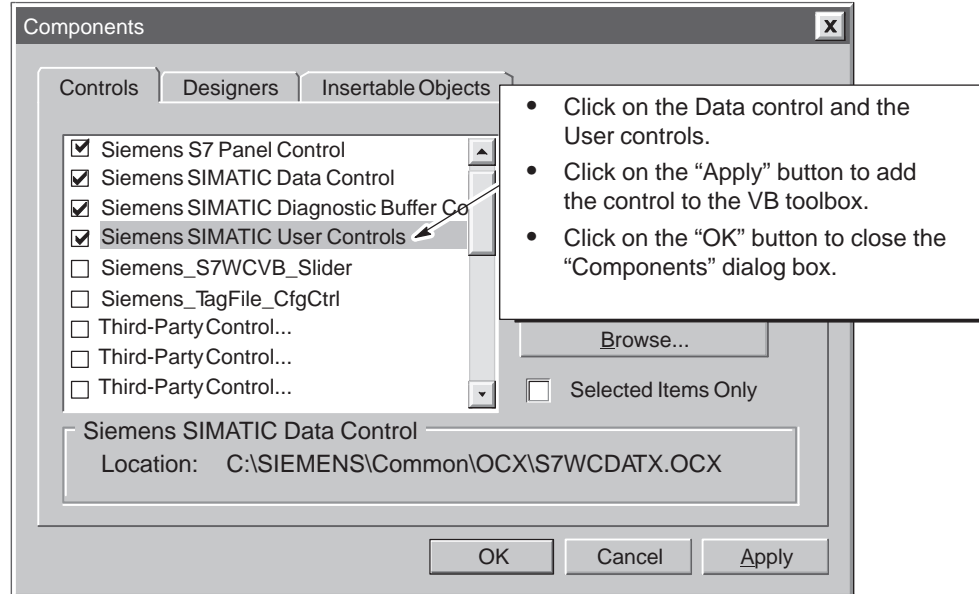 Components
Controls
Designers
Insertable Objects
Siemens S7 Panel Control
Siemens SIMATIC Data Control
Siemens SIMATIC Diagnostic Buffer Co
Siemens SIMATIC User Controls
Siemens_S7WCVB_Slider
Siemens_TagFile_CfgCtrl
Third-Party Control...
Third-Party Control...
Third-Party Control...
• Click on the Data control and the
User controls.
• Click on the “Apply” button to add
the control to the VB toolbox.
• Click on the “OK” button to close the
“Components” dialog box.
Browse...
Selected Items Only
Siemens SIMATIC Data Control
Location: C:\SIEMENS\Common\OCX\S7WCDATX.OCX
OK
Cancel
Apply